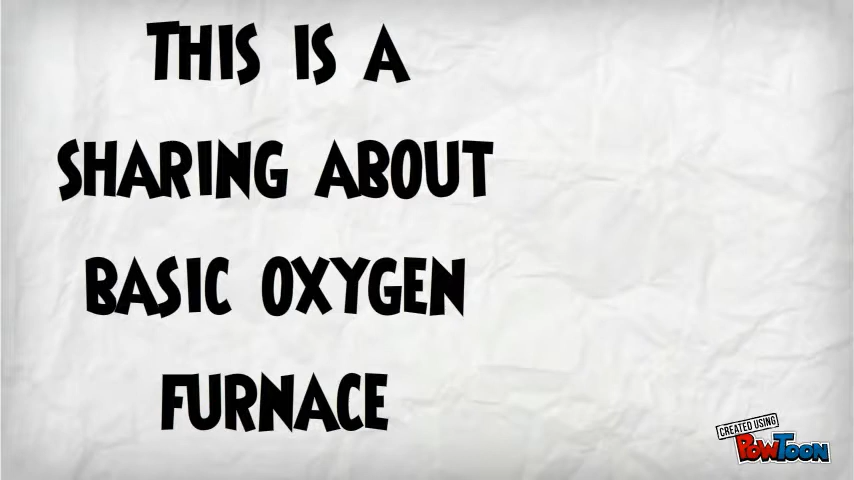 THIS IS A
SHARING ABOUT
BASIC OXYGEN
FURNACE
CREATED USING
POWTOON